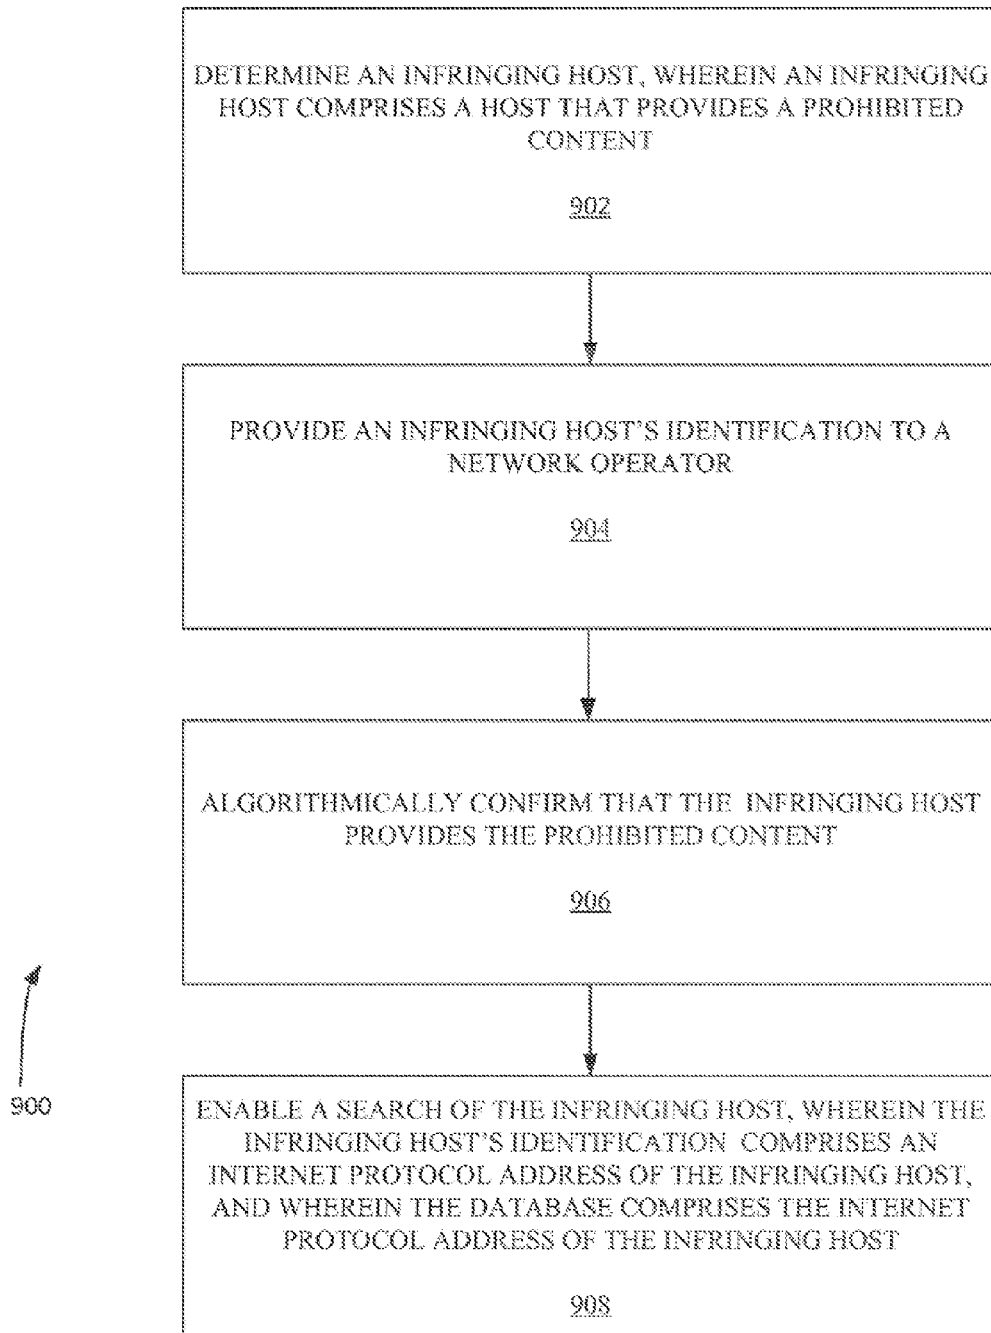 DETERMINE AN INFRINGING HOST, WHEREIN AN INFRINGING
HOST COMPRISES A HOST THAT PROVIDES A PROHIBITED
CONTENT
902
PROVIDE AN INFRINGING HOST'S IDENTIFICATION TO A
NETWORK OPERATOR
904
ALGORITHMICALLY CONFIRM THAT THE INFRINGING HOST
PROVIDES THE PROHIBITED CONTENT
906
900
ENABLE A SEARCH OF THE INFRINGING HOST, WHEREIN THE
INFRINGING HOST'S IDENTIFICATION COMPRISES AN
INTERNET PROTOCOL ADDRESS OF THE INFRINGING HOST,
AND WHEREIN THE DATABASE COMPRISES THE INTERNET
PROTOCOL ADDRESS OF THE INFRINGING HOST
908